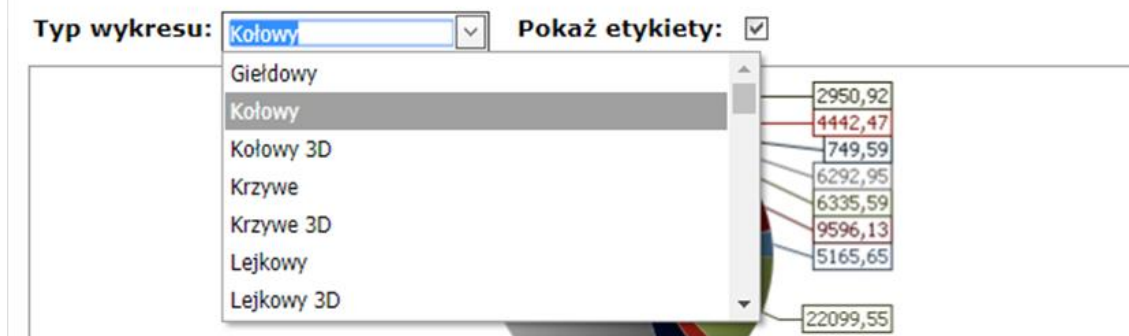 Typ wykresu: Kołowy Pokaż etykiety:
Giełdowy
Kołowy
Kołowy 3D
Krzywe
Krzywe 3D
Lejkowy
Lejkowy 3D
2950,92
4442,47
749,59
6292,95
6335,59
9596,13
5165,65
22099,55